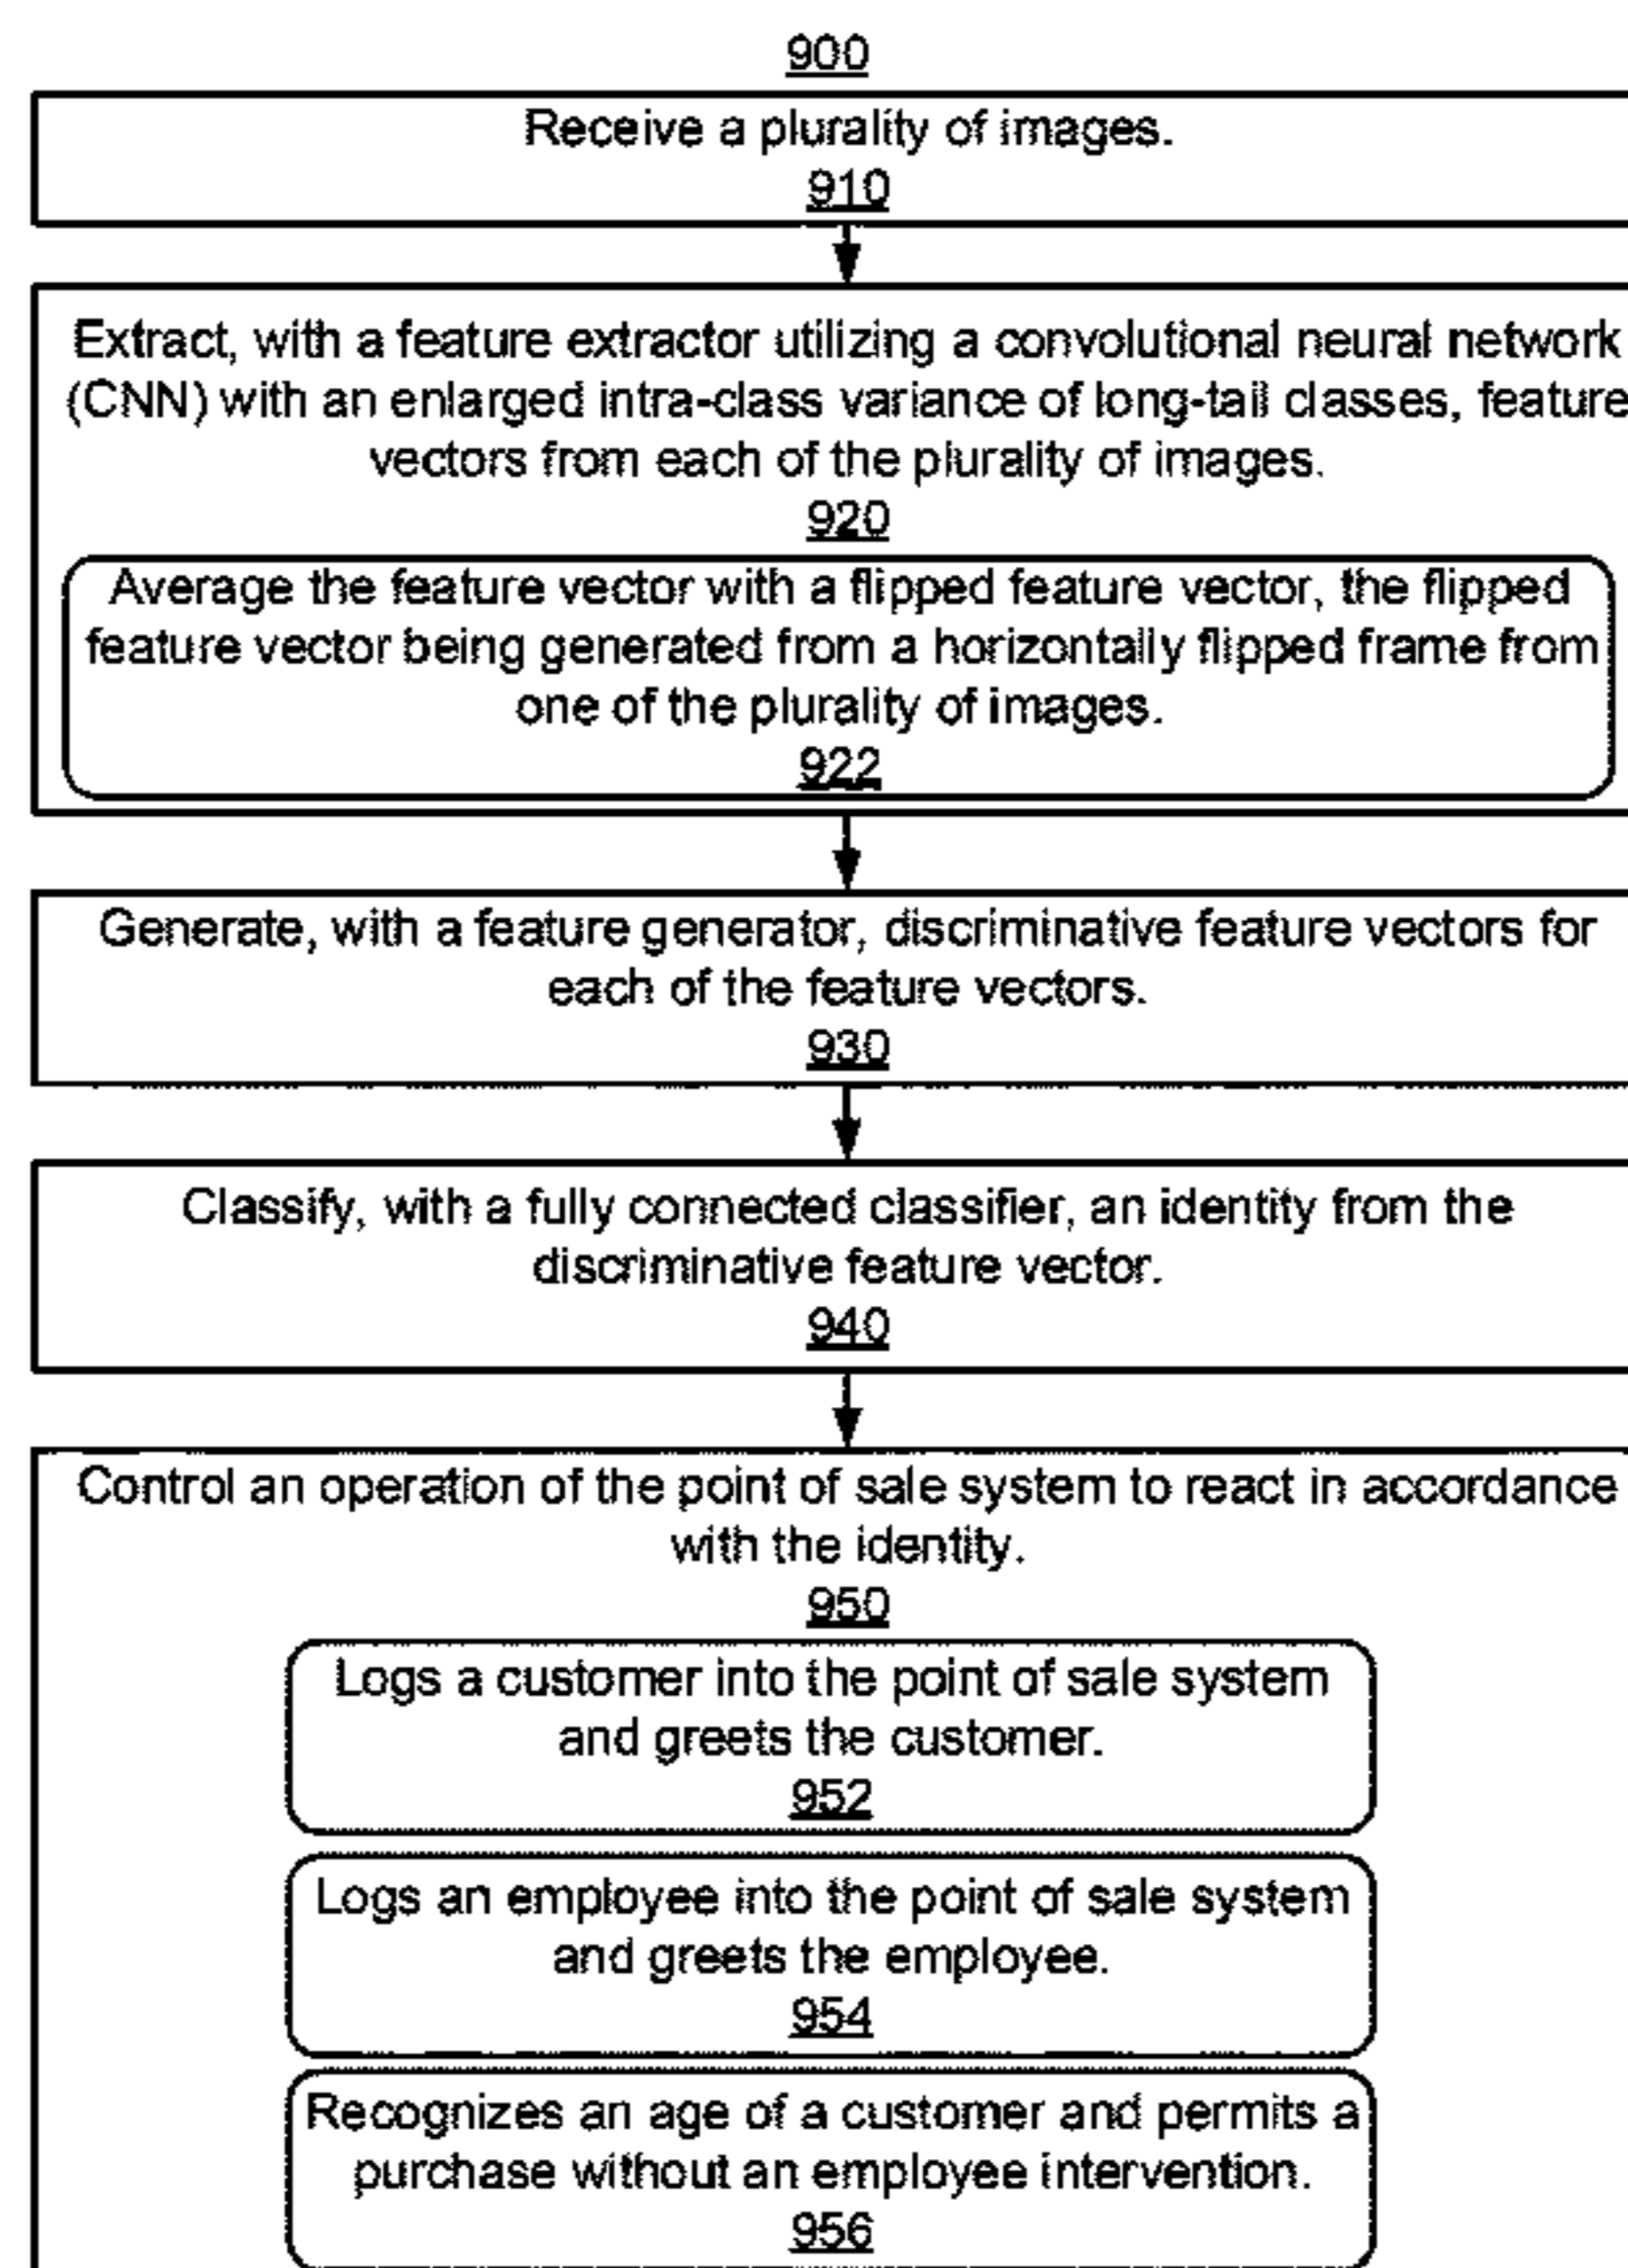 900
Receive a plurality of images.
910
Extract, with a feature extractor utilizing a convolutional neural network
(CNN) with an enlarged intra-class variance of long-tail classes, feature
vectors from each of the plurality of images.
920
Average the feature vector with a flipped feature vector, the flipped
feature vector being generated from a horizontally flipped frame from
one of the plurality of images.
922
Generate, with a feature generator, discriminative feature vectors for
each of the feature vectors.
930
Classify, with a fully connected classifier, an identity from the
discriminative feature vector.
940
Control an operation of the point of sale system to react in accordance
with the identity.
950
Logs a customer into the point of sale system
and greets the customer.
952
Logs an employee into the point of sale system
and greets the employee.
954
Recognizes an age of a customer and permits a
purchase without an employee intervention.
956